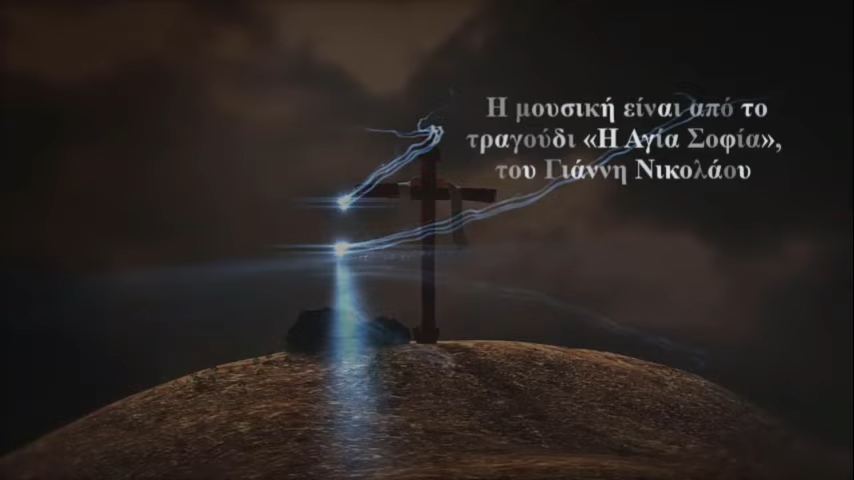 Η μουσική είναι από το
τραγούδι «Η Αγία Σοφία»,
του Γιάννη Νικολάου